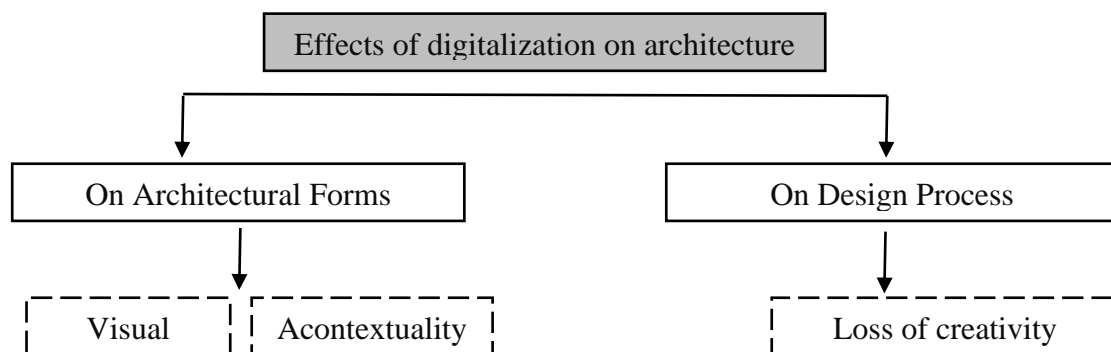 Effects of digitalization on architecture
On Architectural Forms
On Design Process
Visual
Acontextuality
Loss of creativity